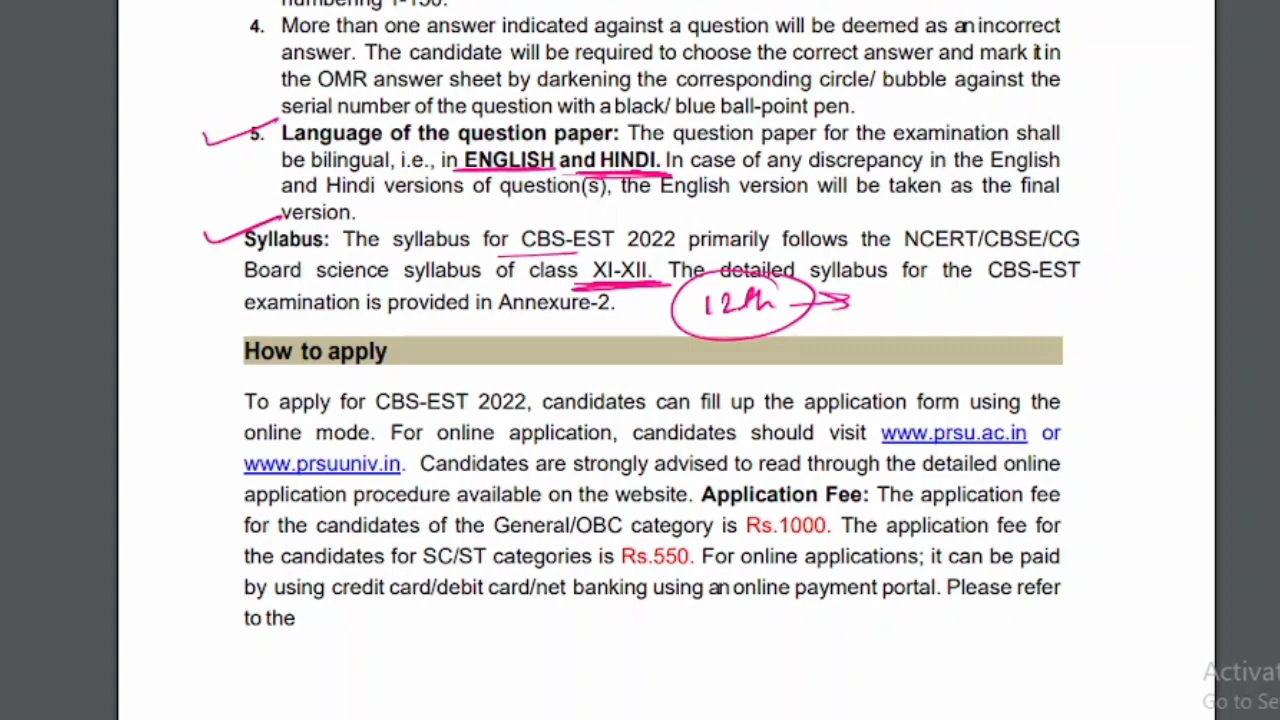 numbering 1-150.
4. More than one answer indicated against a question will be deemed as an incorrect
answer. The candidate will be required to choose the correct answer and mark it in
the OMR answer sheet by darkening the corresponding circle/ bubble against the
serial number of the question with a black/ blue ball-point pen.
5. Language of the question paper: The question paper for the examination shall
be bilingual, i.e., in ENGLISH and HINDI. In case of any discrepancy in the English
and Hindi versions of question(s), the English version will be taken as the final
version.
Syllabus: The syllabus for CBS-EST 2022 primarily follows the NCERT/CBSE/CG
Board science syllabus of class XI-XII. The detailed syllabus for the CBS-EST
examination is provided in Annexure-2.
12th
How to apply
To apply for CBS-EST 2022, candidates can fill up the application form using the
online mode. For online application, candidates should visit www.prsu.ac.in or
www.prsuuniv.in. Candidates are strongly advised to read through the detailed online
application procedure available on the website. Application Fee: The application fee
for the candidates of the General/OBC category is Rs.1000. The application fee for
the candidates for SC/ST categories is Rs.550. For online applications; it can be paid
by using credit card/debit card/net banking using an online payment portal. Please refer
to the
Activat
Go to Se